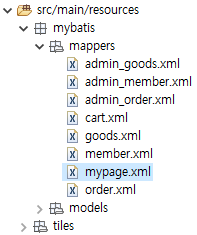 src/main/resources
mybatis
mappers
admin_goods.xml
admin_member.xml
admin_order.xml
cart.xml
goods.xml
member.xml
mypage.xml
order.xml
models
tiles